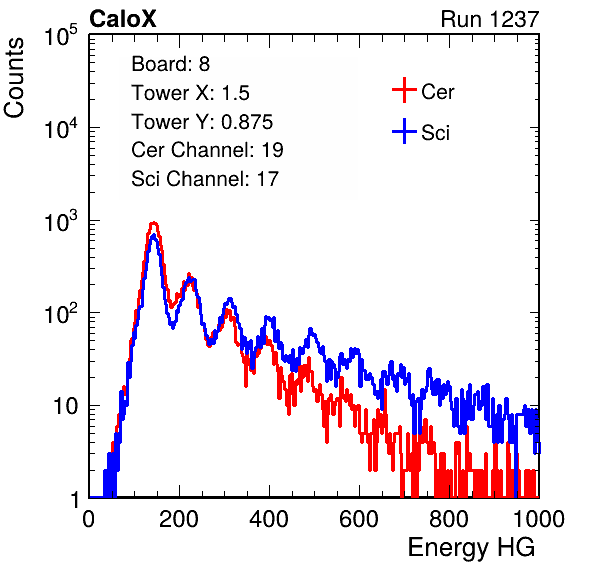 CaloX Run 1237
Counts
10^5
10^4
10^3
10^2
10
1
Board: 8
Tower X: 1.5
Tower Y: 0.875
Cer Channel: 19
Sci Channel: 17
Cer
Sci
0 200 400 600 800 1000
Energy HG